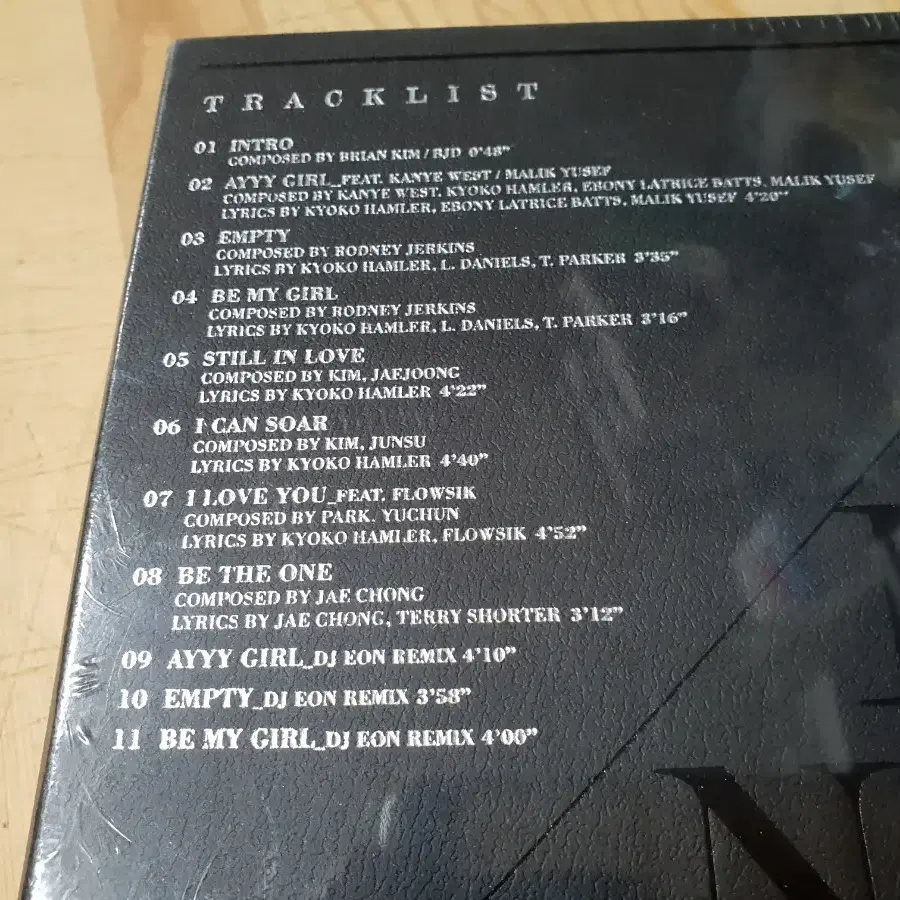 TRACKLIST
01 INTRO
COMPOSED BY BRIAN KIM / BJD 0'48"
02 AYYY GIRL_FEAT. KANYE WEST / MALIK YUSEF
COMPOSED BY KANYE WEST, KYOKO HAMLER, EBONY LATRICE BATTS, MALIK YUSEF
LYRICS BY KYOKO HAMLER, EBONY LATRICE BATTS, MALIK YUSEF 4'20"
03 EMPTY
COMPOSED BY RODNEY JERKINS
LYRICS BY KYOKO HAMLER, L. DANIELS, T. PARKER 3'35"
04 BE MY GIRL
COMPOSED BY RODNEY JERKINS
LYRICS BY KYOKO HAMLER, L. DANIELS, T. PARKER 3'16"
05 STILL IN LOVE
COMPOSED BY KIM, JAEJOONG
LYRICS BY KYOKO HAMLER 4'22"
06 I CAN SOAR
COMPOSED BY KIM, JUNSU
LYRICS BY KYOKO HAMLER 4'40"
07 I LOVE YOU_FEAT. FLOWSIK
COMPOSED BY PARK. YUCHUN
LYRICS BY KYOKO HAMLER, FLOWSIK 4'52"
08 BE THE ONE
COMPOSED BY JAE CHONG
LYRICS BY JAE CHONG, TERRY SHORTER 3'12"
09 AYYY GIRL_DJ EON REMIX 4'10"
10 EMPTY_DJ EON REMIX 3'58"
11 BE MY GIRL_DJ EON REMIX 4'00"